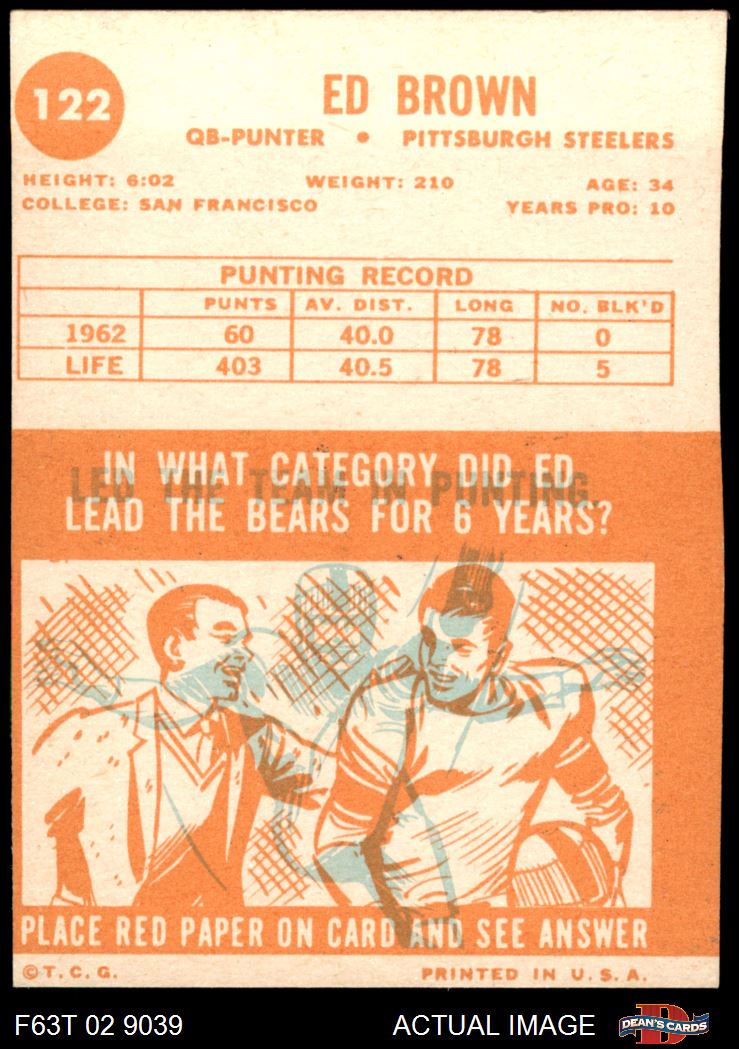 122
ED BROWN
QB-PUNTER • PITTSBURGH STEELERS
HEIGHT: 6:02 WEIGHT: 210 AGE: 34
COLLEGE: SAN FRANCISCO YEARS PRO: 10
PUNTING RECORD
PUNTS AV. DIST. LONG NO. BLK'D
1962 60 40.0 78 0
LIFE 403 40.5 78 5
IN WHAT CATEGORY DID ED
LED THE TEAM IN PUNTING.
LEAD THE BEARS FOR 6 YEARS?
PLACE RED PAPER ON CARD AND SEE ANSWER
©T.C.G. PRINTED IN U.S.A.
F63T 02 9039 ACTUAL IMAGE D DEAN'S CARDS